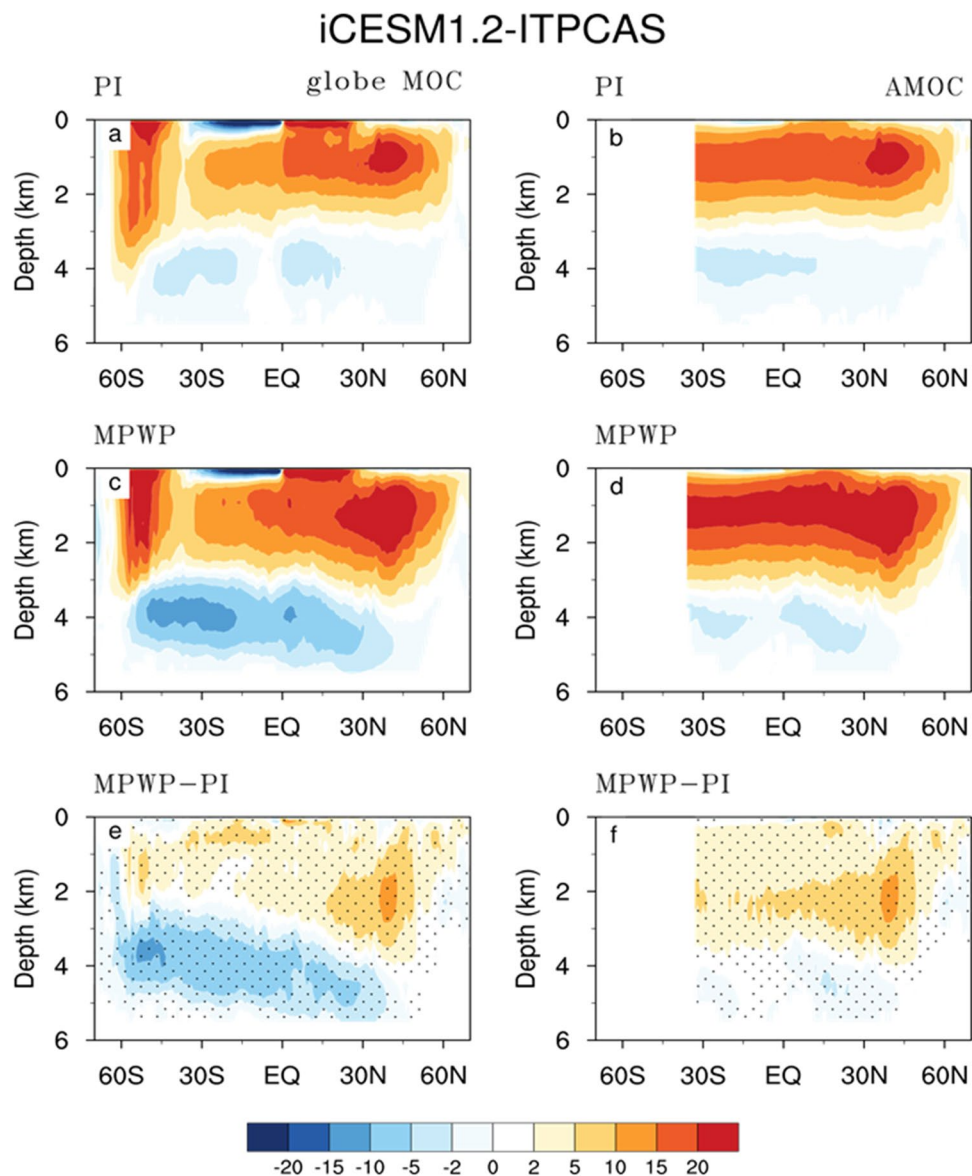 iCESM1.2-ITPCAS
PI globe MOC
PI AMOC
a
b
0
2
4
6
Depth (km)
60S 30S EQ 30N 60N
0
2
4
6
Depth (km)
60S 30S EQ 30N 60N
MPWP
MPWP
c
d
0
2
4
6
Depth (km)
60S 30S EQ 30N 60N
0
2
4
6
Depth (km)
60S 30S EQ 30N 60N
MPWP-PI
MPWP-PI
e
f
0
2
4
6
Depth (km)
60S 30S EQ 30N 60N
0
2
4
6
Depth (km)
60S 30S EQ 30N 60N
-20 -15 -10 -5 -2 0 2 5 10 15 20